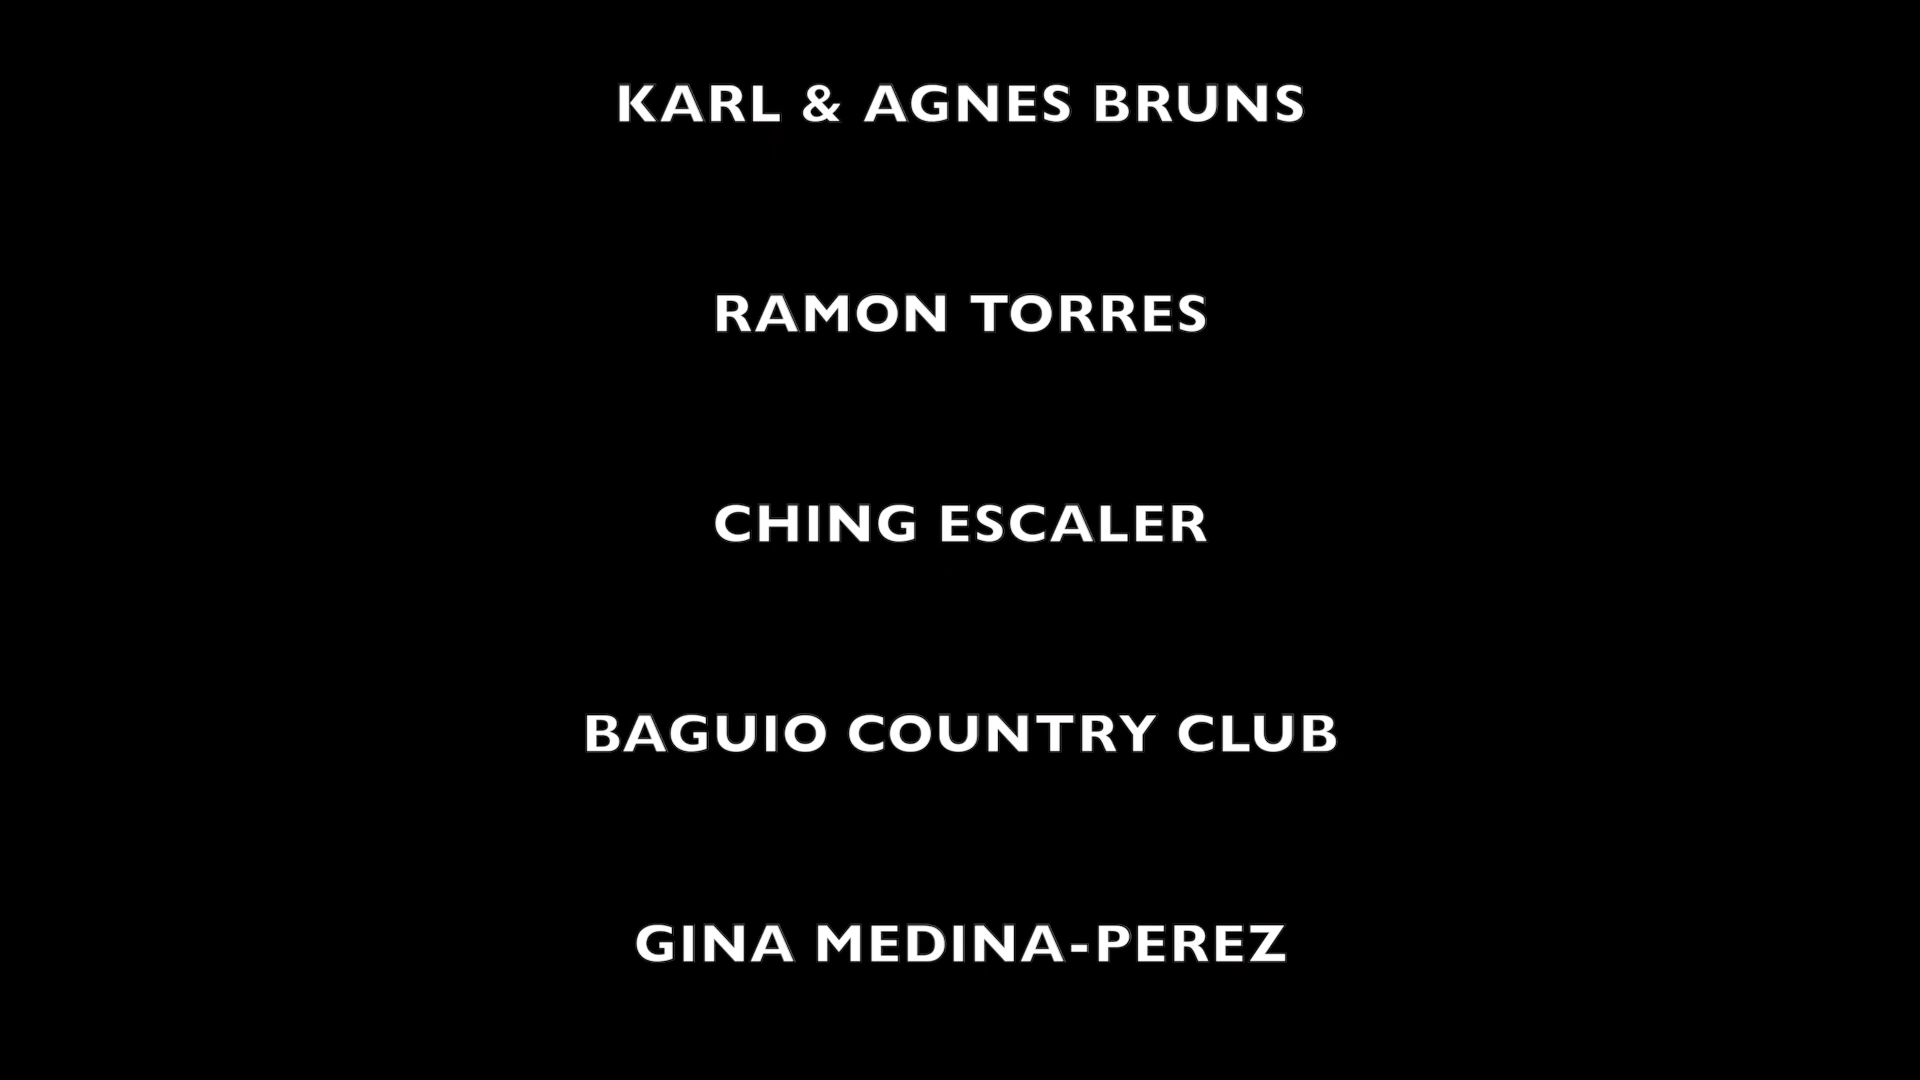 KARL & AGNES BRUNS
RAMON TORRES
CHING ESCALER
BAGUIO COUNTRY CLUB
GINA MEDINA-PEREZ